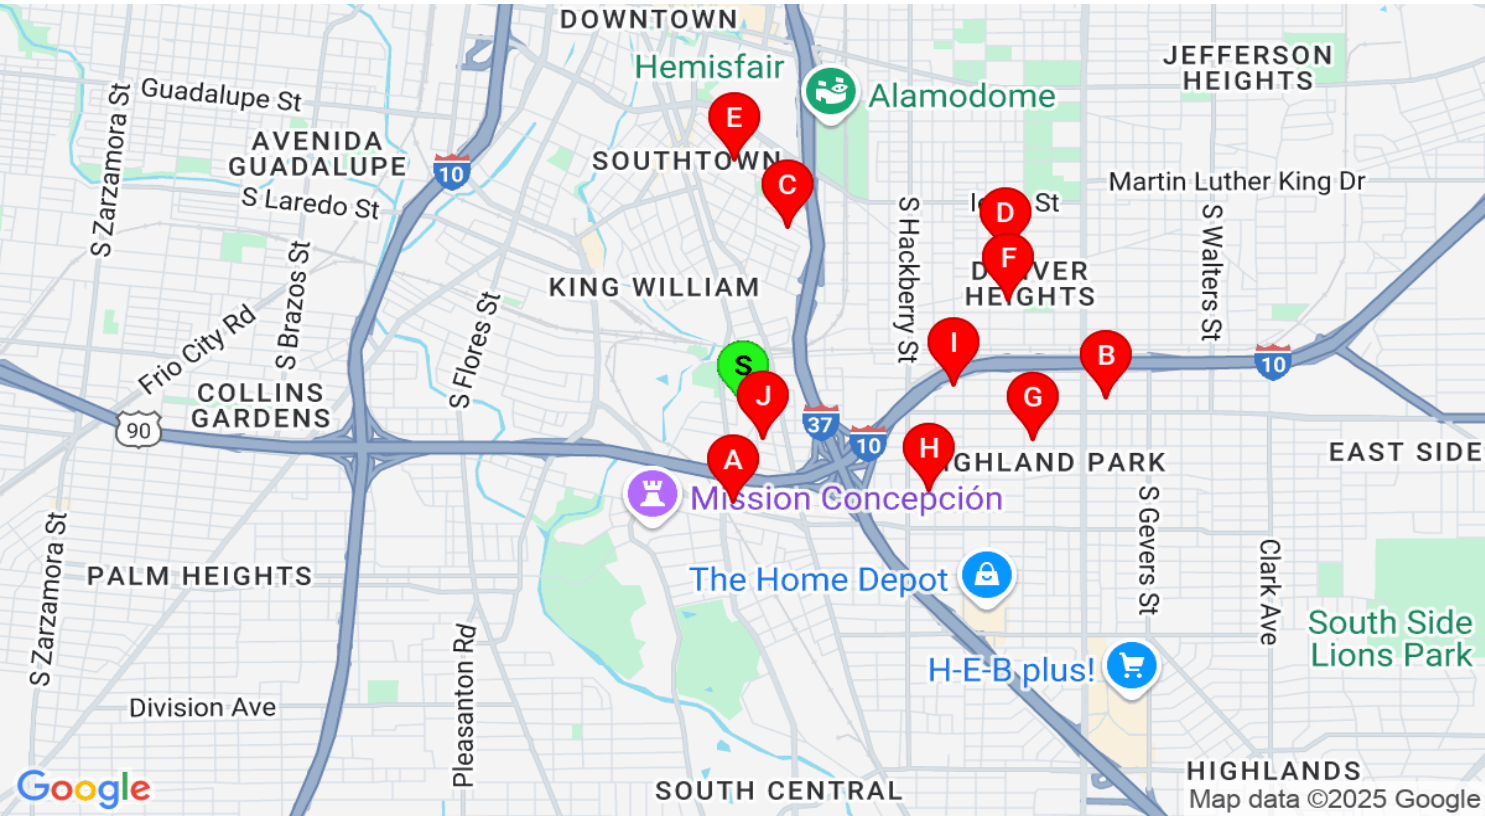 DOWNTOWN
Hemisfair
JEFFERSON
HEIGHTS
Guadalupe St
Alamodome
E
S Zarzamora St
AVENIDA
GUADALUPE
SOUTHTOWN
10
C
Martin Luther King Dr
S Laredo St
St
D
S Hackberry St
S Walters St
S Brazos St
F
HEIGHTS
KING WILLIAM
Frio City Rd
S Flores St
I
B
10
S
COLLINS
GARDENS
J
G
90
37
10
H
EAST SIDE
A
HIGHLAND PARK
Mission Concepción
S Zarzamora St
S Gevers St
Clark Ave
PALM HEIGHTS
The Home Depot
South Side
Lions Park
Pleasanton Rd
H-E-B plus!
Division Ave
Google
SOUTH CENTRAL
HIGHLANDS
Map data ©2025 Google